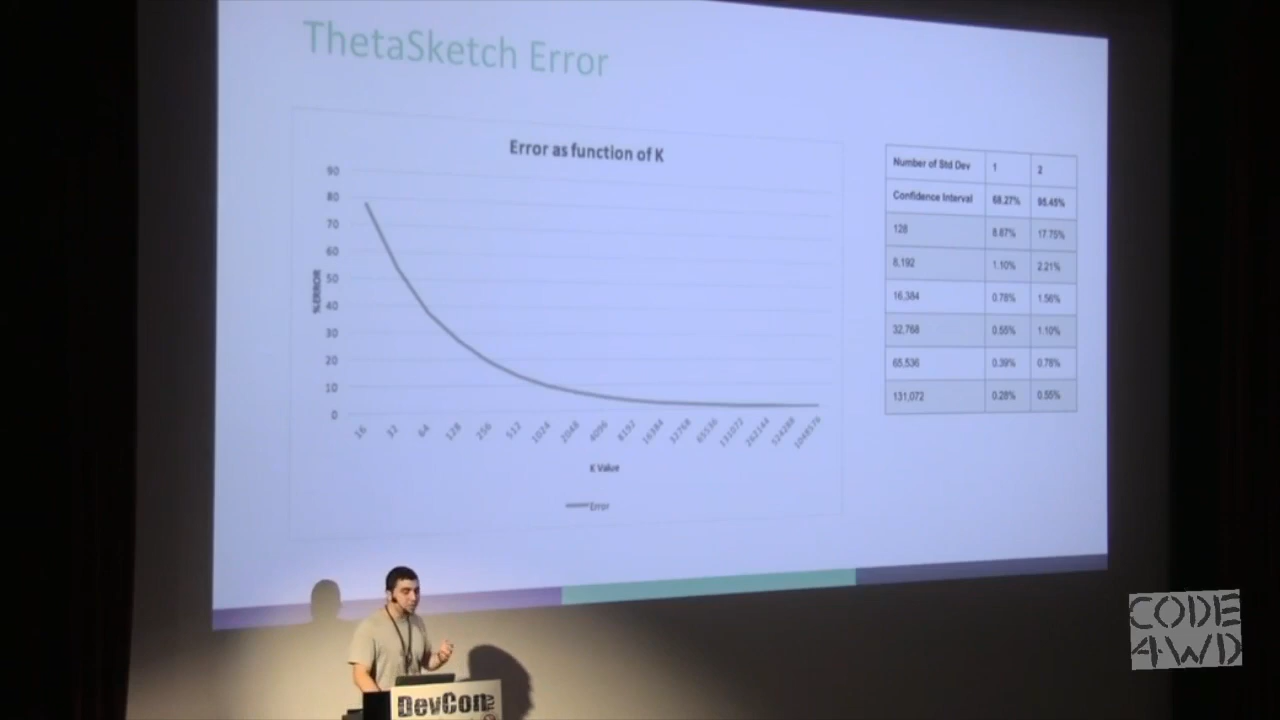 ThetaSketch Error
Error as function of K
90
80
70
60
50
40
30
20
10
0
%ERROR
16 32 64 128 256 512 1024 2048 4096 8192 16384 32768 65536 131072 262144 524288 1048576
K Value
Error
Number of Std Dev 1 2
Confidence Interval 68.27% 95.45%
128 8.87% 17.75%
8,192 1.10% 2.21%
16,384 0.78% 1.56%
32,768 0.55% 1.10%
65,536 0.39% 0.78%
131,072 0.28% 0.55%
DevCon
CODE
4WD